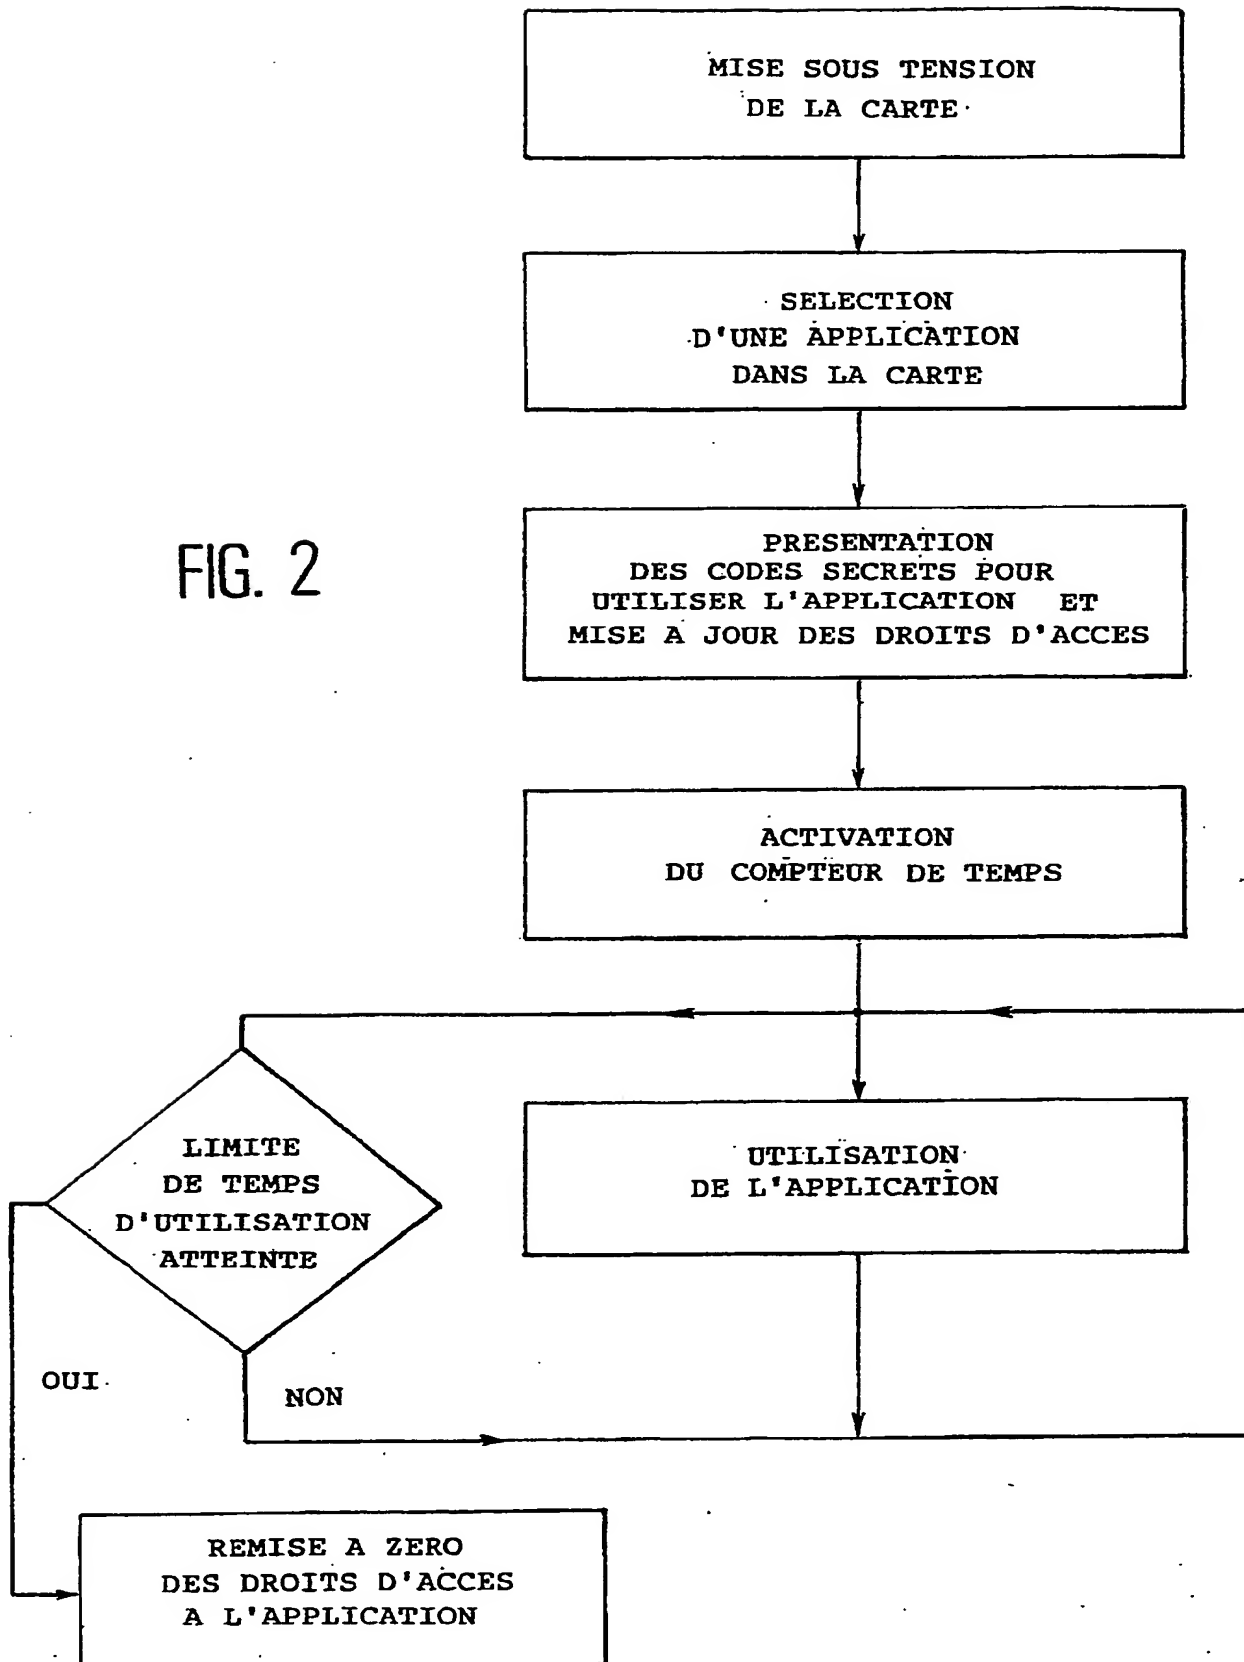 MISE SOUS TENSION
DE LA CARTE
SELECTION
D'UNE APPLICATION
DANS LA CARTE
FIG. 2
PRESENTATION
DES CODES SECRETS POUR
UTILISER L'APPLICATION ET
MISE A JOUR DES DROITS D'ACCES
ACTIVATION
DU COMPTEUR DE TEMPS
LIMITE
DE TEMPS
D'UTILISATION
ATTEINTE
UTILISATION
DE L'APPLICATION
OUI
NON
REMISE A ZERO
DES DROITS D'ACCES
A L'APPLICATION